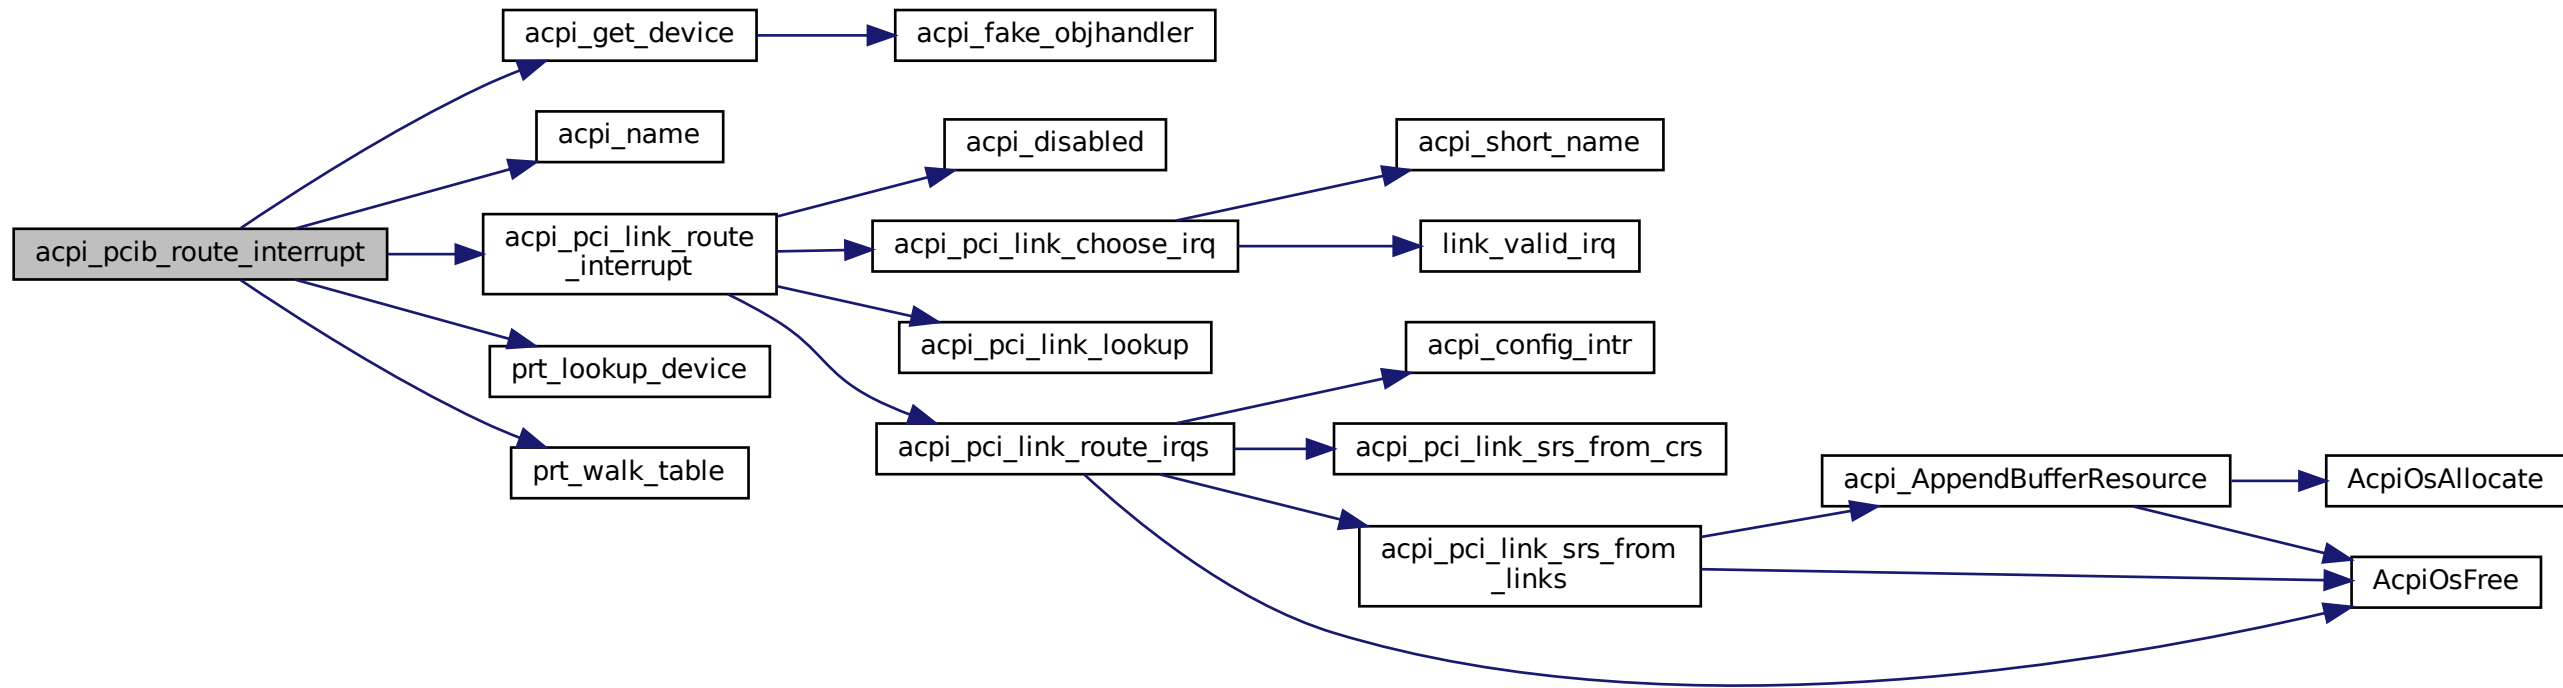 acpi_pcib_route_interrupt
acpi_get_device
acpi_fake_objhandler
acpi_name
acpi_pci_link_route
_interrupt
prt_lookup_device
prt_walk_table
acpi_disabled
acpi_pci_link_choose_irq
acpi_pci_link_lookup
acpi_pci_link_route_irqs
acpi_short_name
link_valid_irq
acpi_config_intr
acpi_pci_link_srs_from_crs
acpi_pci_link_srs_from
_links
acpi_AppendBufferResource
AcpiOsAllocate
AcpiOsFree